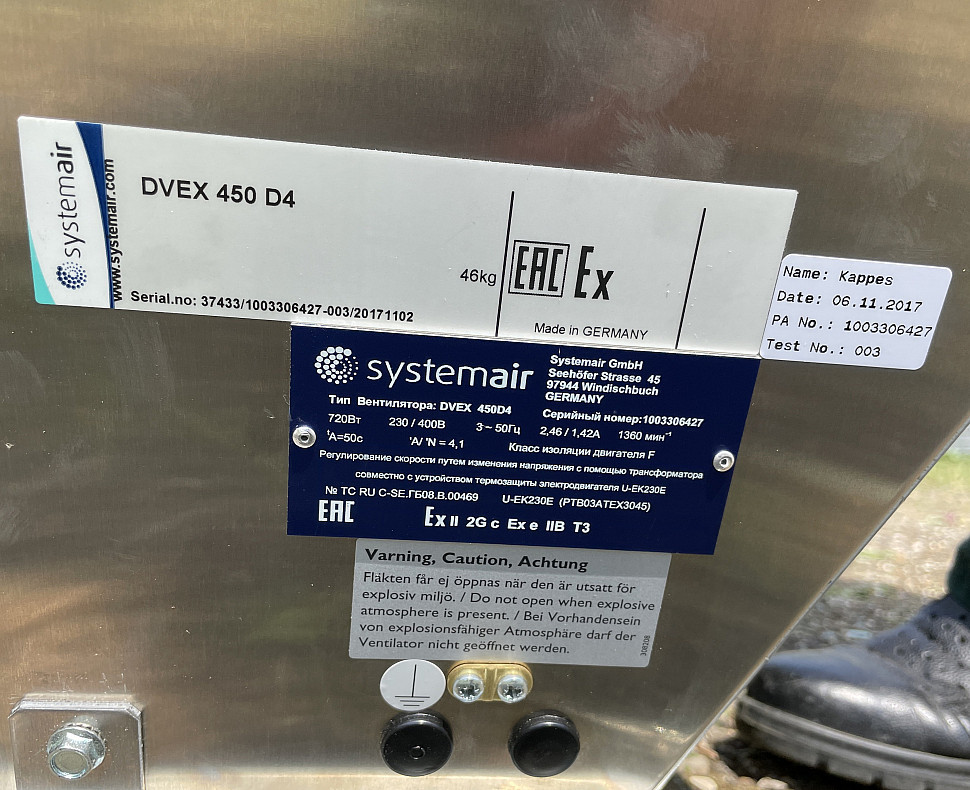 systemair
www.systemair.com
DVEX 450 D4
46kg
EAC Ex
Serial.no: 37433/1003306427-003/20171102
Made in GERMANY
Name: Kappes
Date: 06.11.2017
PA No.: 1003306427
Test No.: 003
systemair
Systemair GmbH
Seehöfer Strasse 45
97944 Windischbuch
GERMANY
Тип Вентилятора: DVEX 450D4
Серийный номер:1003306427
720Вт 230 / 400В 3~ 50Гц 2,46 / 1,42А 1360 мин⁻¹
tA=50c 'A/ 'N = 4,1 Класс изоляции двигателя F
Регулирование скорости путем изменения напряжения с помощью трансформатора
совместно с устройством термозащиты электродвигателя U-EK230E
№ ТС RU C-SE.ГБ08.В.00469 U-EK230E (PTB03ATEX3045)
EAC Ex II 2G c Ex e IIB T3
Varning, Caution, Achtung
Fläkten får ej öppnas när den är utsatt för
explosiv miljö. / Do not open when explosive
atmosphere is present. / Bei Vorhandensein
von explosionsfähiger Atmosphäre darf der
Ventilator nicht geöffnet werden.
308208